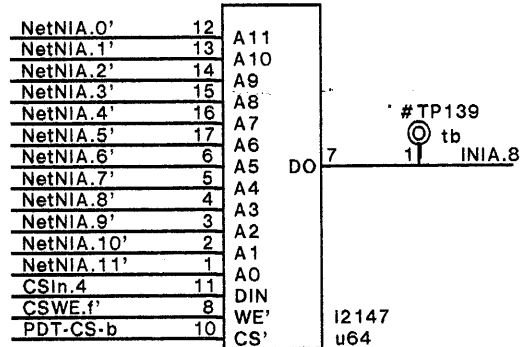 NetNIA.0' 12 A11
NetNIA.1' 13 A10
NetNIA.2' 14 A9
NetNIA.3' 15 A8
NetNIA.4' 16 A7
NetNIA.5' 17 A6
NetNIA.6' 6 A5
NetNIA.7' 5 A4
NetNIA.8' 4 A3
NetNIA.9' 3 A2
NetNIA.10' 2 A1
NetNIA.11' 1 A0
CSIn.4 11 DIN
CSWE.f' 8 WE'
PDT-CS-b 10 CS'
#TP139
tb
DO 7 1 INIA.8
i2147
u64